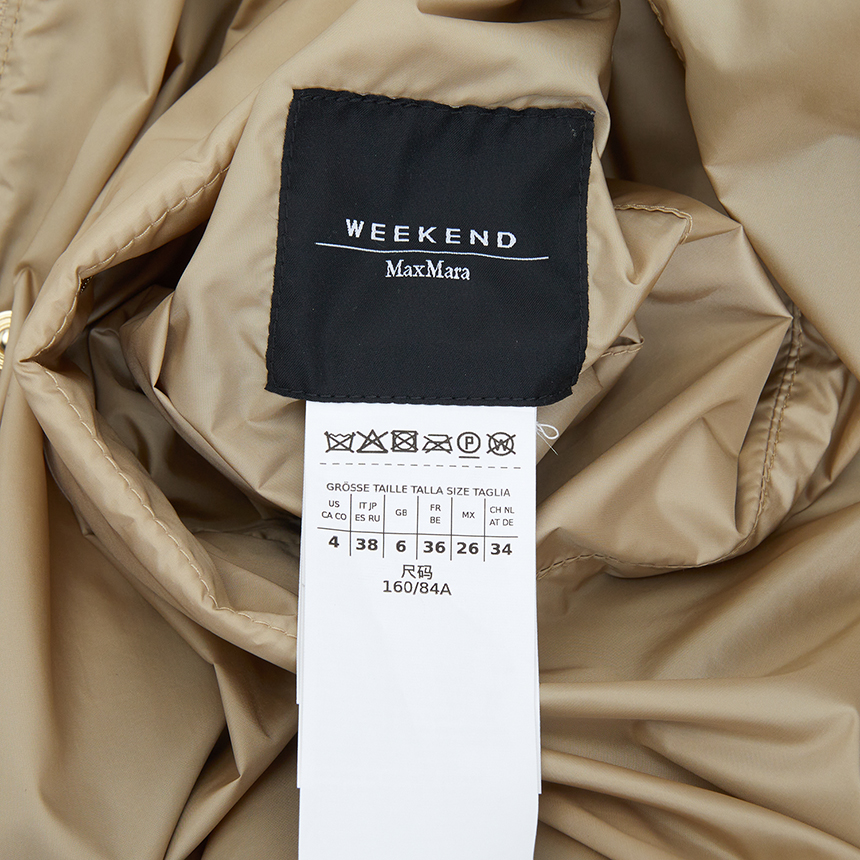 WEEKEND
MaxMara
P W
GRÖSSE TAILLE TALLA SIZE TAGLIA
US IT JP GB FR MX CH NL
CA CO ES RU BE AT DE
4 38 6 36 26 34
尺码
160/84A